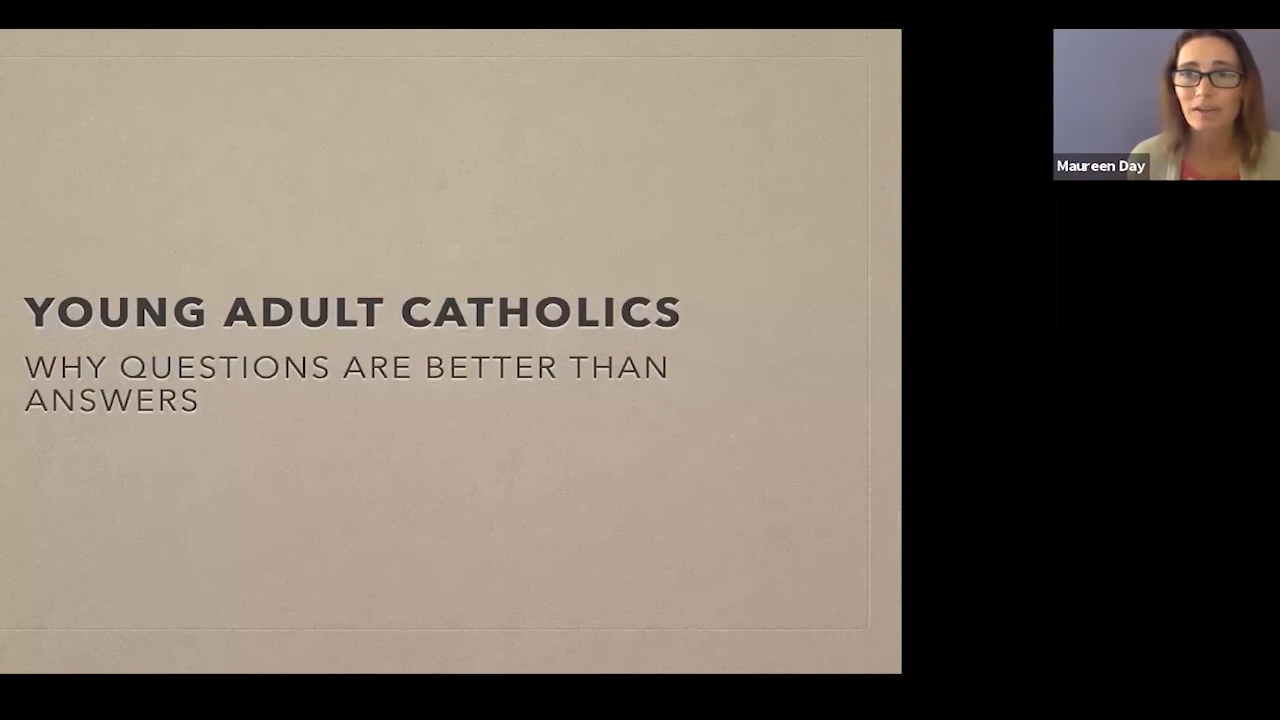 YOUNG ADULT CATHOLICS
WHY QUESTIONS ARE BETTER THAN
ANSWERS
Maureen Day